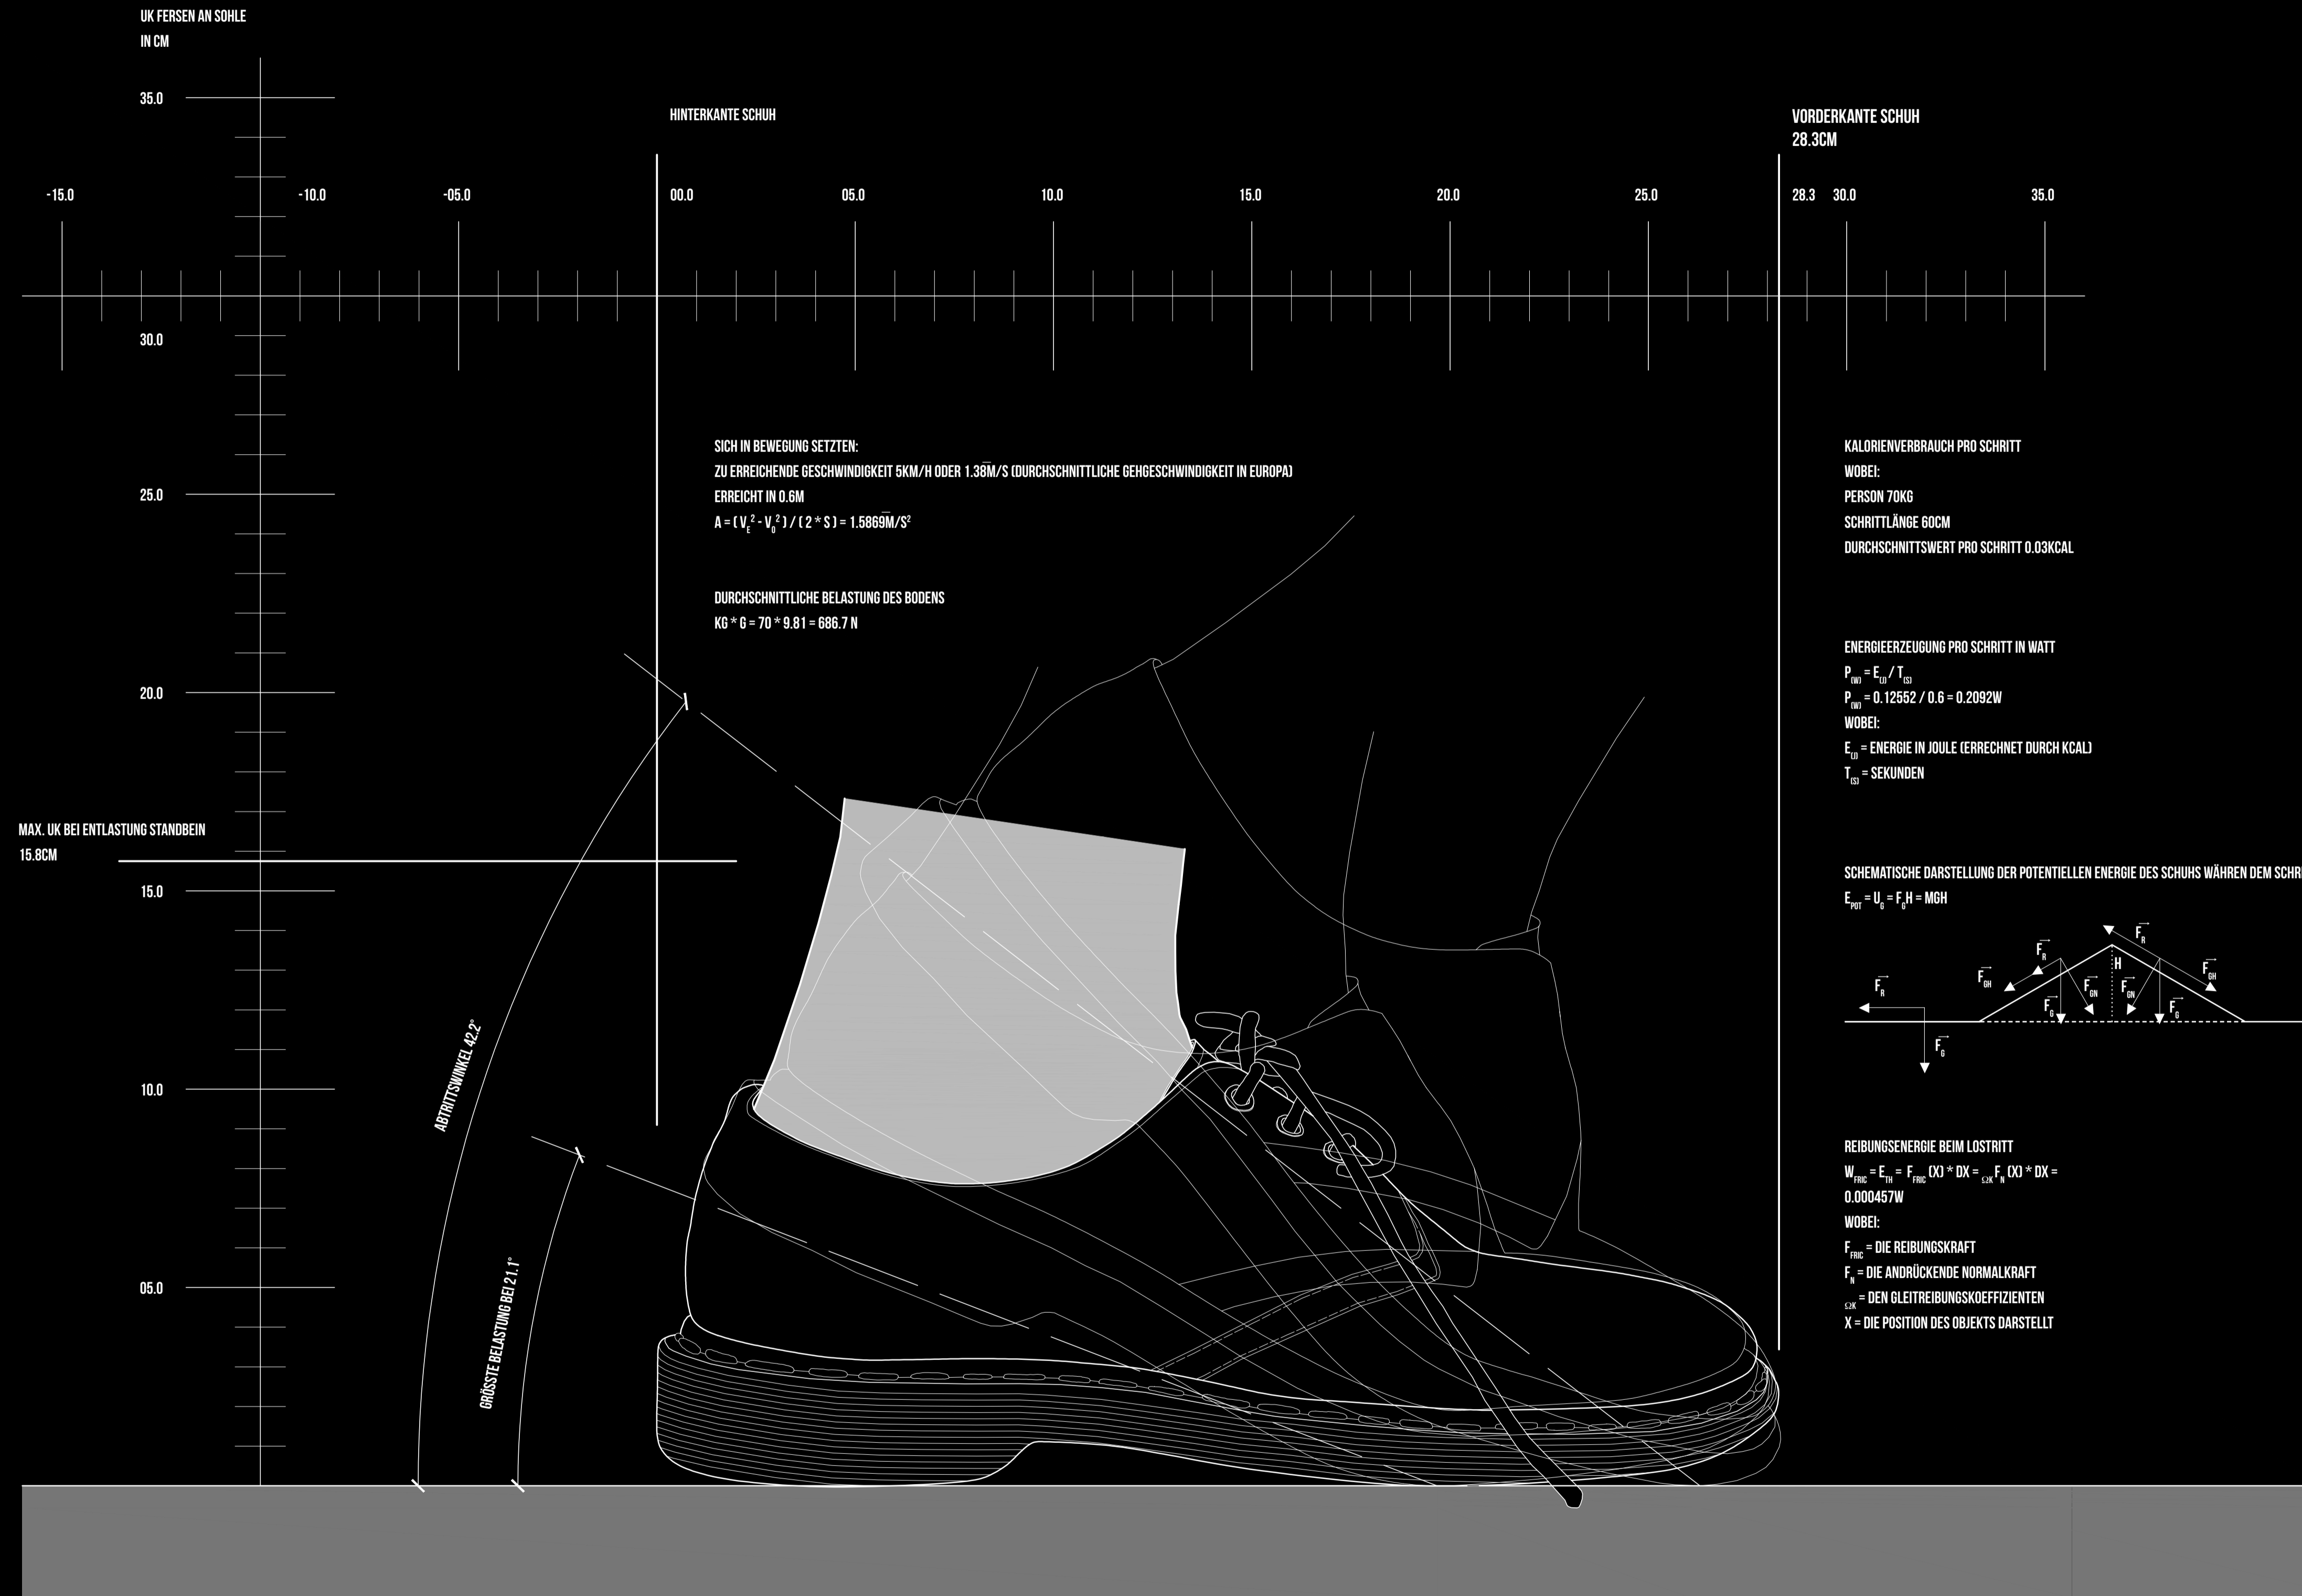 UK FERSEN AN SOHLE
IN CM
35.0
30.0
25.0
20.0
MAX. UK BEI ENTLASTUNG STANDBEIN
15.8CM
15.0
10.0
05.0
HINTERKANTE SCHUH
VORDERKANTE SCHUH
28.3CM
-15.0 -10.0 -05.0 00.0 05.0 10.0 15.0 20.0 25.0 28.3 30.0 35.0
SICH IN BEWEGUNG SETZTEN:
ZU ERREICHENDE GESCHWINDIGKEIT 5KM/H ODER 1.38M̅/S (DURCHSCHNITTLICHE GEHGESCHWINDIGKEIT IN EUROPA)
ERREICHT IN 0.6M
A = ( V_E² - V_0² ) / ( 2 * S ) = 1.5869M̅/S²
DURCHSCHNITTLICHE BELASTUNG DES BODENS
KG * G = 70 * 9.81 = 686.7 N
ABTRITTSWINKEL 42.2°
GRÖSSTE BELASTUNG BEI 21.1°
KALORIENVERBRAUCH PRO SCHRITT
WOBEI:
PERSON 70KG
SCHRITTLÄNGE 60CM
DURCHSCHNITTSWERT PRO SCHRITT 0.03KCAL
ENERGIEERZEUGUNG PRO SCHRITT IN WATT
P_(W) = E_(J) / T_(S)
P_(W) = 0.12552 / 0.6 = 0.2092W
WOBEI:
E_(J) = ENERGIE IN JOULE (ERRECHNET DURCH KCAL)
T_(S) = SEKUNDEN
SCHEMATISCHE DARSTELLUNG DER POTENTIELLEN ENERGIE DES SCHUHS WÄHREN DEM
E_POT = U_G = F_G H = MGH
F_R
F_G
F_GH
F_R
F_G
F_GN
H
F_R
F_GN
F_G
F_GH
REIBUNGSENERGIE BEIM LOSTRITT
W_FRIC = E_TH = F_FRIC (X) * DX = ΩK F_N (X) * DX =
0.000457W
WOBEI:
F_FRIC = DIE REIBUNGSKRAFT
F_N = DIE ANDRÜCKENDE NORMALKRAFT
ΩK = DEN GLEITREIBUNGSKOEFFIZIENTEN
X = DIE POSITION DES OBJEKTS DARSTELLT